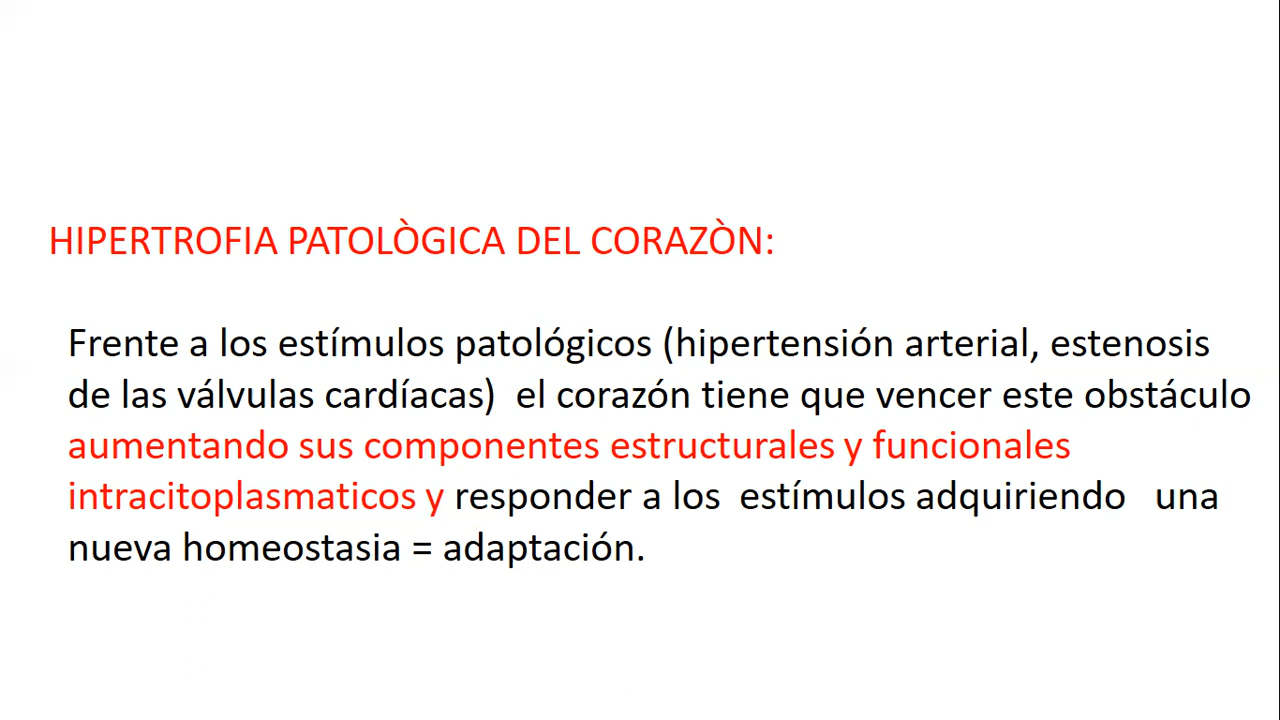 HIPERTROFIA PATOLÒGICA DEL CORAZÒN:
Frente a los estímulos patológicos (hipertensión arterial, estenosis
de las válvulas cardíacas)  el corazón tiene que vencer este obstáculo
aumentando sus componentes estructurales y funcionales
intracitoplasmaticos y responder a los  estímulos adquiriendo   una
nueva homeostasia = adaptación.